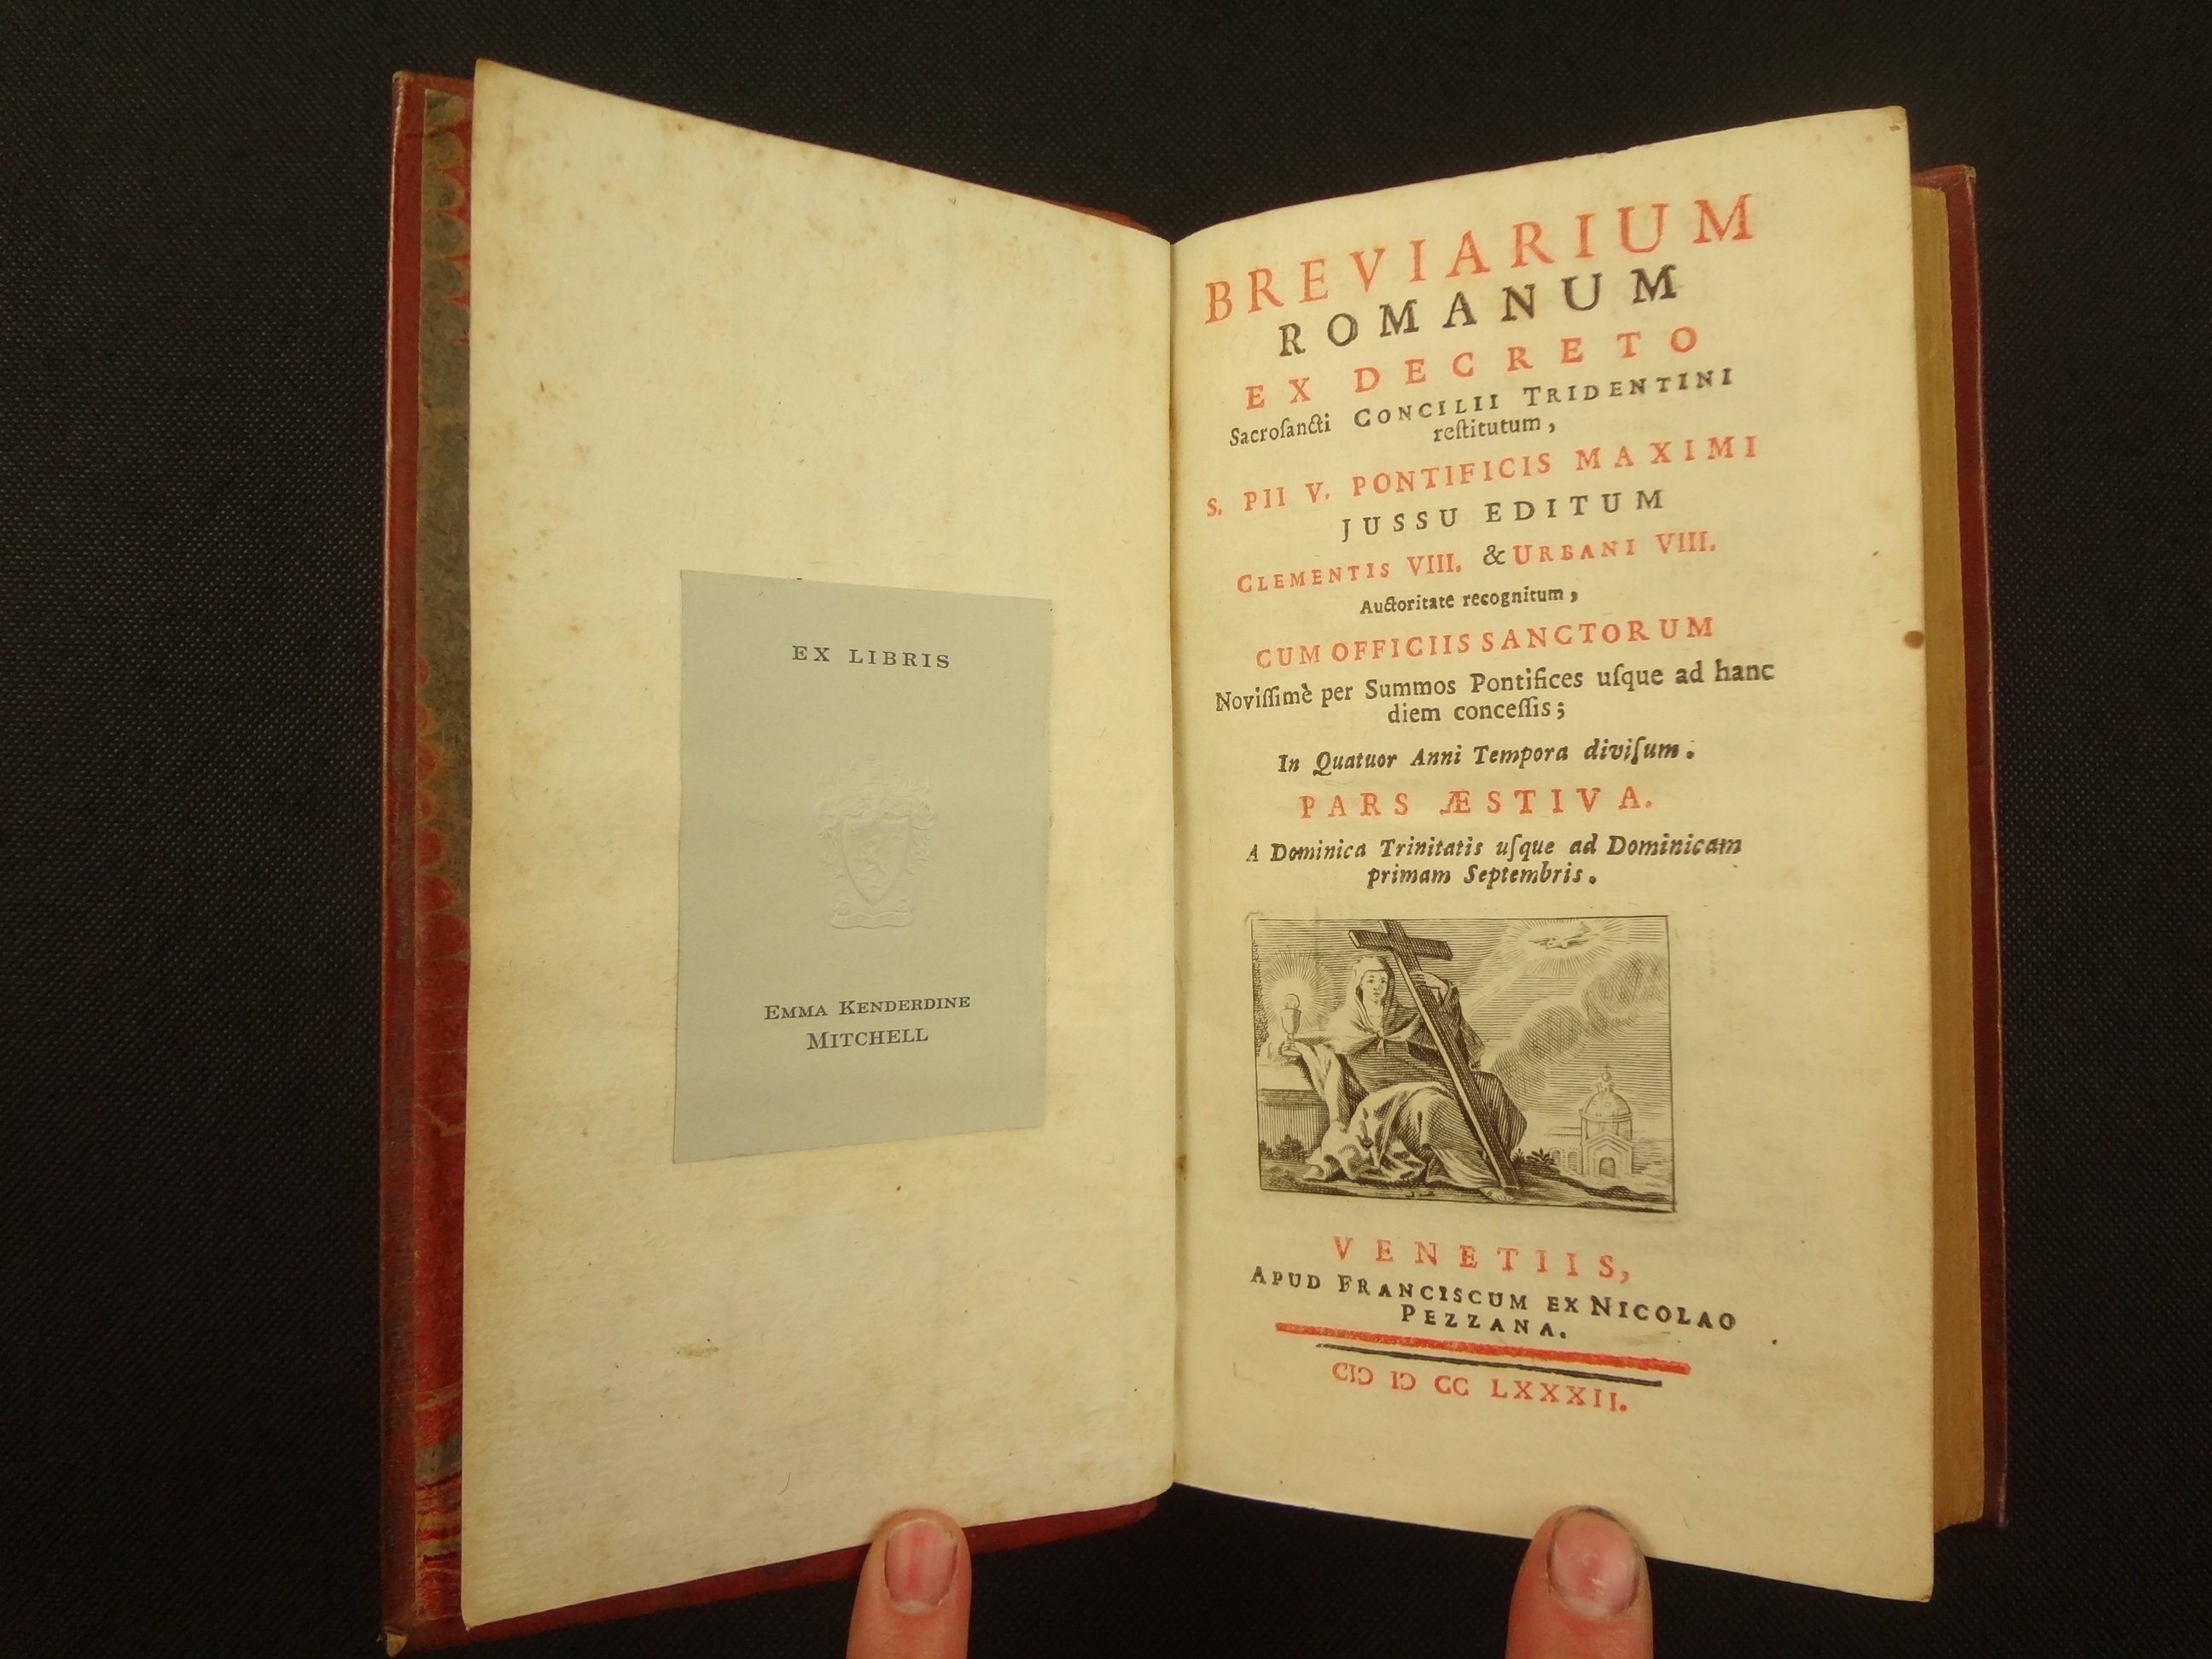 EX LIBRIS
EMMA KENDERDINE
MITCHELL
BREVIARIUM
ROMANUM
EX DECRETO
Sacroſancti CONCILII TRIDENTINI
reſtitutum,
S. PII V. PONTIFICIS MAXIMI
JUSSU EDITUM
CLEMENTIS VIII. & URBANI VIII.
Auctoritate recognitum,
CUM OFFICIIS SANCTORUM
Noviſſimè per Summos Pontifices uſque ad hanc
diem conceſſis;
In Quatuor Anni Tempora diviſum.
PARS ÆSTIVA.
A Dominica Trinitatis uſque ad Dominicam
primam Septembris.
VENETIIS,
APUD FRANCISCUM EX NICOLAO
PEZZANA.
CIↃ IↃ CC LXXXII.